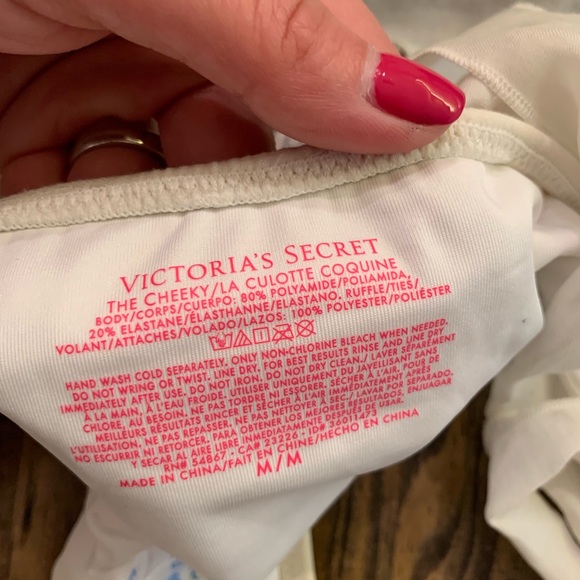 VICTORIA'S SECRET
THE CHEEKY/LA CULOTTE COQUINE
BODY/CORPS/CUERPO: 80% POLYAMIDE/POLIAMIDA,
20% ELASTANE/ELASTHANNE/ELASTANO, RUFFLE/TIES/
VOLANT/ATTACHES/VOLADO/LAZOS: 100% POLYESTER/POLIÉSTER
HAND WASH COLD SEPARATELY, ONLY NON-CHLORINE BLEACH WHEN NEEDED.
DO NOT WRING OR TWIST. LINE DRY, FOR BEST RESULTS RINSE AND LINE DRY
IMMEDIATELY AFTER USE. DO NOT IRON. DO NOT DRY CLEAN./ LAVER SÉPARÉMENT
À LA MAIN, À L'EAU FROIDE. UTILISER UNIQUEMENT DU JAVELLISANT SANS
CHLORE, AU BESOIN. NE PAS TORDRE NI ESSORER. SÉCHER À L'AIR. POUR DE
MEILLEURS RÉSULTATS, RINCER ET SÉCHER À L'AIR IMMÉDIATEMENT APRÈS
L'UTILISATION. NE PAS REPASSER. NE PAS NETTOYER À SEC./
NO ESCURRIR NI RETORCER. PARA OBTENER LOS MEJORES RESULTADOS, ENJUAGAR
Y SECAR AL AIRE LIBRE INMEDIATAMENTE DESPUÉS DE USAR.
RN# 54867 - CA# 23226
MADE IN CHINA/FAIT EN CHINE/HECHO EN CHINA
M/M